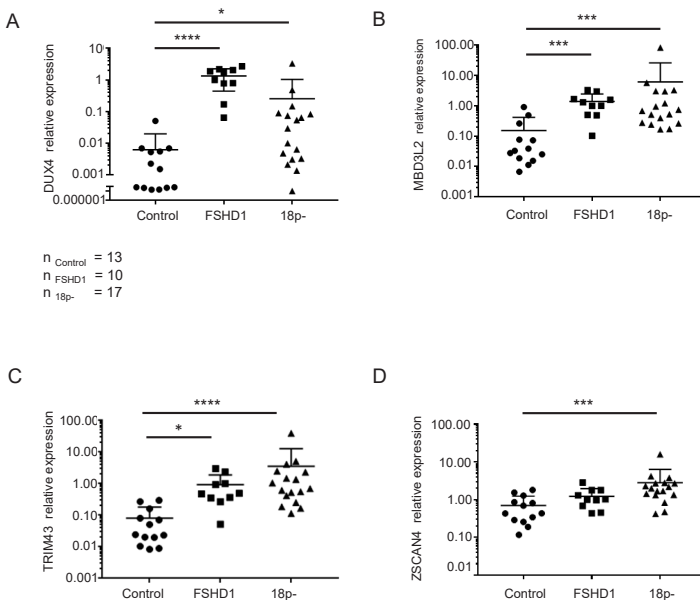 A
*
****
DUX4 relative expression
10
1
0.1
0.01
0.001
0.000001
Control FSHD1 18p-
n Control = 13
n FSHD1 = 10
n 18p- = 17
B
***
***
MBD3L2 relative expression
100.00
10.00
1.00
0.10
0.01
0.001
Control FSHD1 18p-
C
****
*
TRIM43 relative expression
100.00
10.00
1.00
0.10
0.01
0.001
Control FSHD1 18p-
D
***
ZSCAN4 relative expression
100.00
10.00
1.00
0.10
0.01
Control FSHD1 18p-